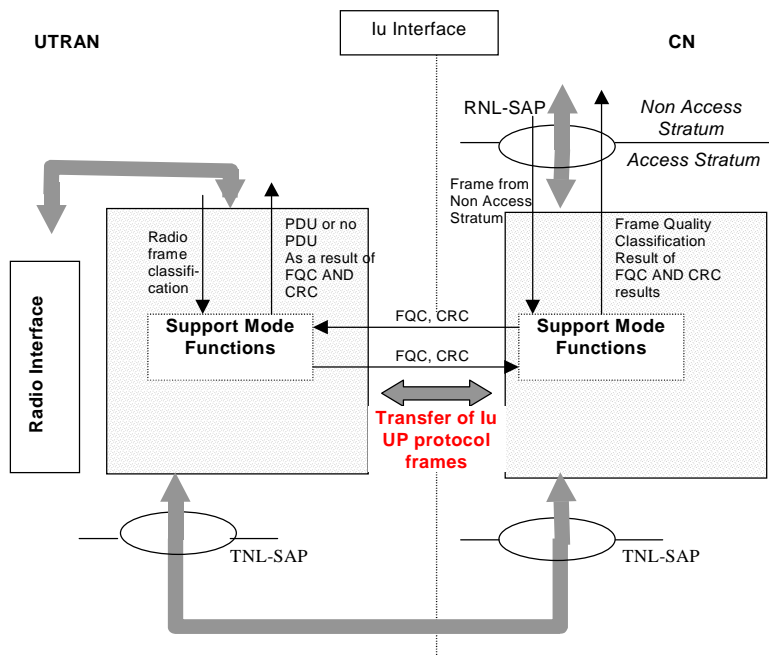 Iu Interface
UTRAN
CN
RNL-SAP
Non Access
Stratum
Access Stratum
Frame from
Non Access
Stratum
Radio
frame
classifi-
cation
PDU or no
PDU
As a result of
FQC AND
CRC
Frame Quality
Classification
Result of
FQC AND CRC
results
Radio Interface
Support Mode
Functions
FQC, CRC
FQC, CRC
Support Mode
Functions
Transfer of Iu
UP protocol
frames
TNL-SAP
TNL-SAP